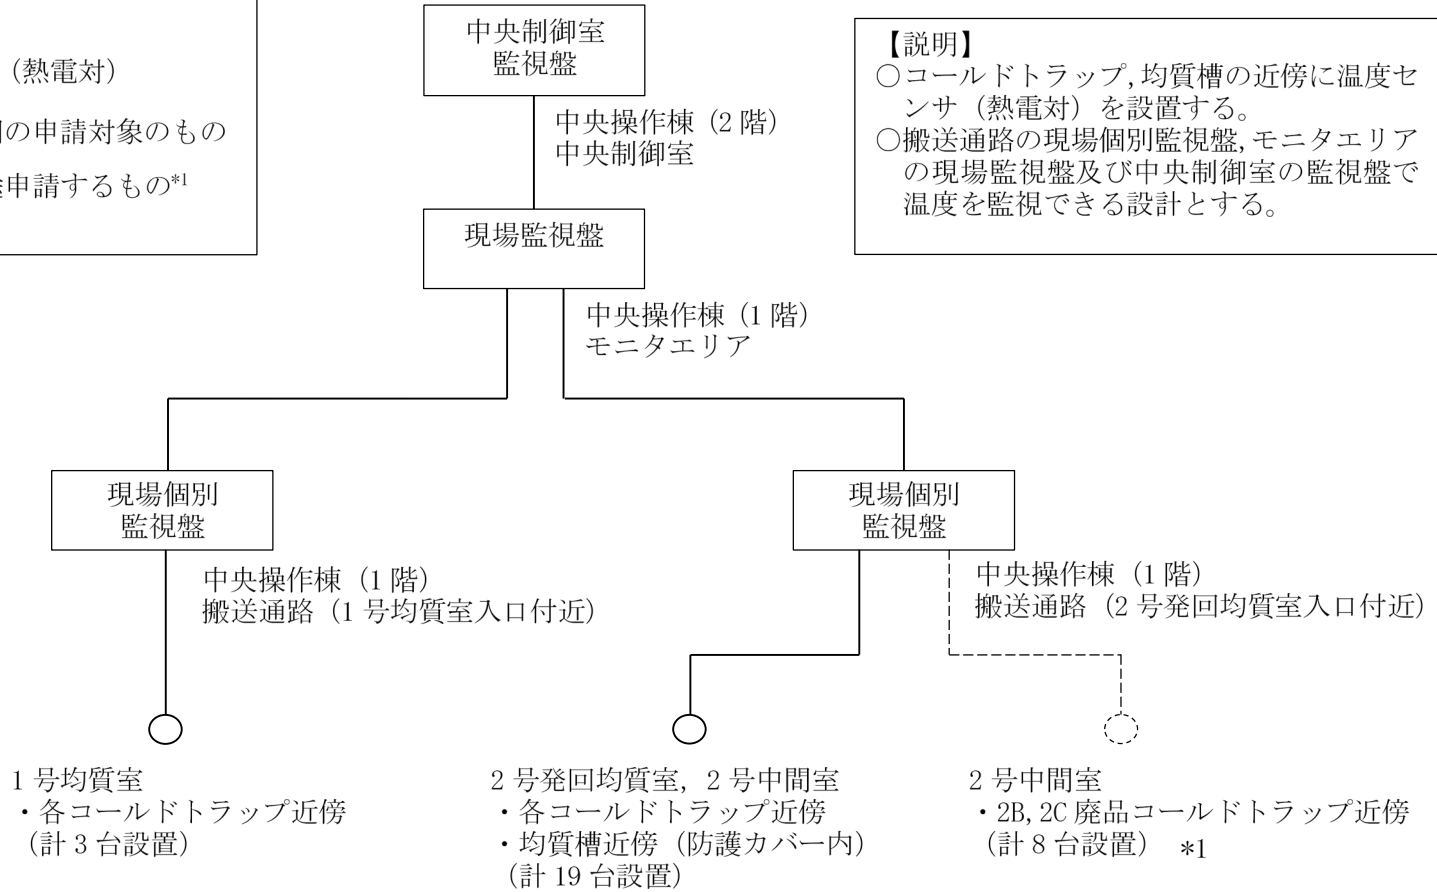 （熱電対）
の申請対象のもの
申請するもの*1
中央制御室
監視盤
【説明】
○コールドトラップ,均質槽の近傍に温度セ
ンサ（熱電対）を設置する。
○搬送通路の現場個別監視盤,モニタエリア
の現場監視盤及び中央制御室の監視盤で
温度を監視できる設計とする。
中央操作棟（2 階）
中央制御室
現場監視盤
中央操作棟（1 階）
モニタエリア
現場個別
監視盤
現場個別
監視盤
中央操作棟（1 階）
搬送通路（1 号均質室入口付近）
中央操作棟（1 階）
搬送通路（2 号発回均質室入口付近）
1 号均質室
・各コールドトラップ近傍
（計 3 台設置）
2 号発回均質室，2 号中間室
・各コールドトラップ近傍
・均質槽近傍（防護カバー内）
（計 19 台設置）
2 号中間室
・2B, 2C 廃品コールドトラップ近傍
（計 8 台設置） *1